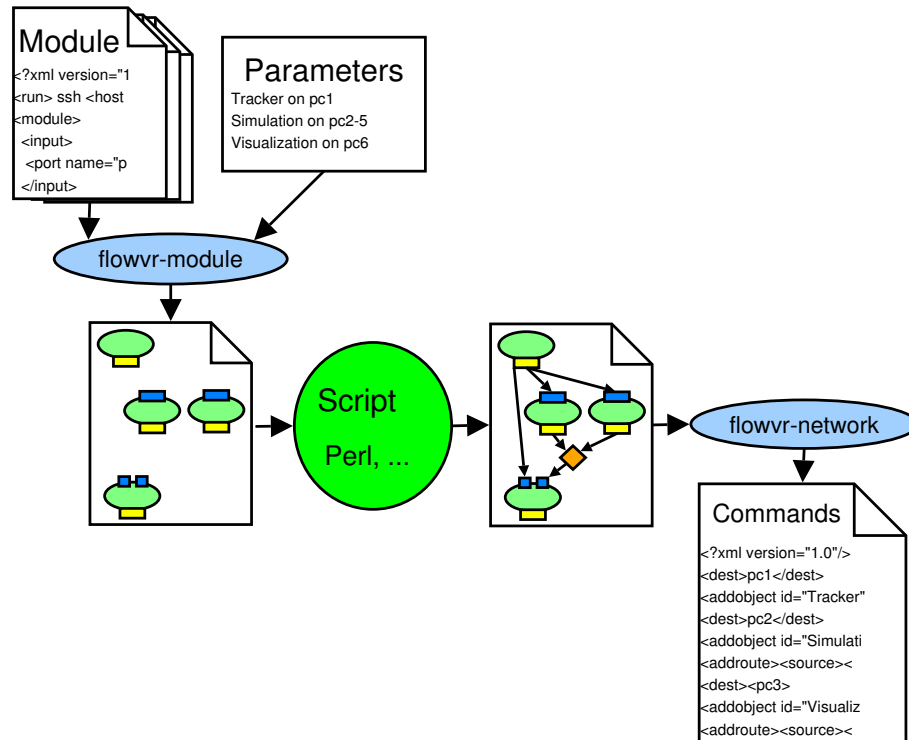 Module
<?xml version="1
<run> ssh <host
<module>
<input>
<port name="p
</input>
Parameters
Tracker on pc1
Simulation on pc2-5
Visualization on pc6
flowvr-module
Script
Perl, ...
flowvr-network
Commands
<?xml version="1.0"/>
<dest>pc1</dest>
<addobject id="Tracker"
<dest>pc2</dest>
<addobject id="Simulati
<addroute><source><
<dest><pc3>
<addobject id="Visualiz
<addroute><source><